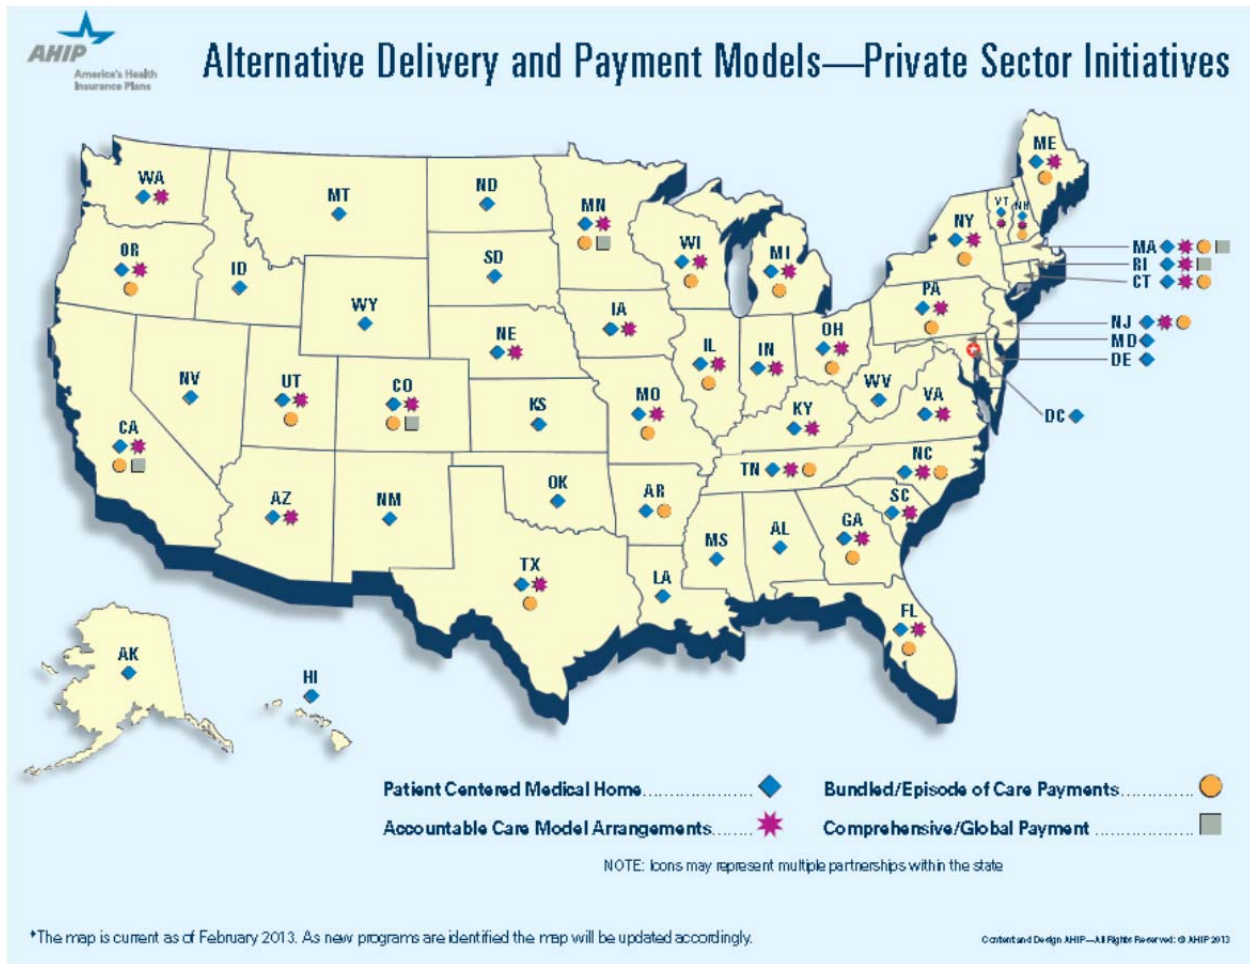 AHIP
America's Health
Insurance Plans
Alternative Delivery and Payment Models—Private Sector Initiatives
ME
WA
MT
ND
MN
VT
NH
NY
WI
MI
OR
ID
SD
MA
RI
CT
WY
PA
IA
NE
OH
NJ
MD
DE
IL
IN
NV
UT
CO
WV
VA
KS
MO
KY
DC
CA
TN
NC
OK
AR
SC
AZ
NM
GA
MS
AL
TX
LA
FL
AK
HI
Patient Centered Medical Home.....................
Bundled/Episode of Care Payments..............
Accountable Care Model Arrangements........
Comprehensive/Global Payment ...................
NOTE: Icons may represent multiple partnerships within the state
*The map is current as of February 2013. As new programs are identified the map will be updated accordingly.
Content and Design AHIP—All Rights Reserved: © AHIP 2013